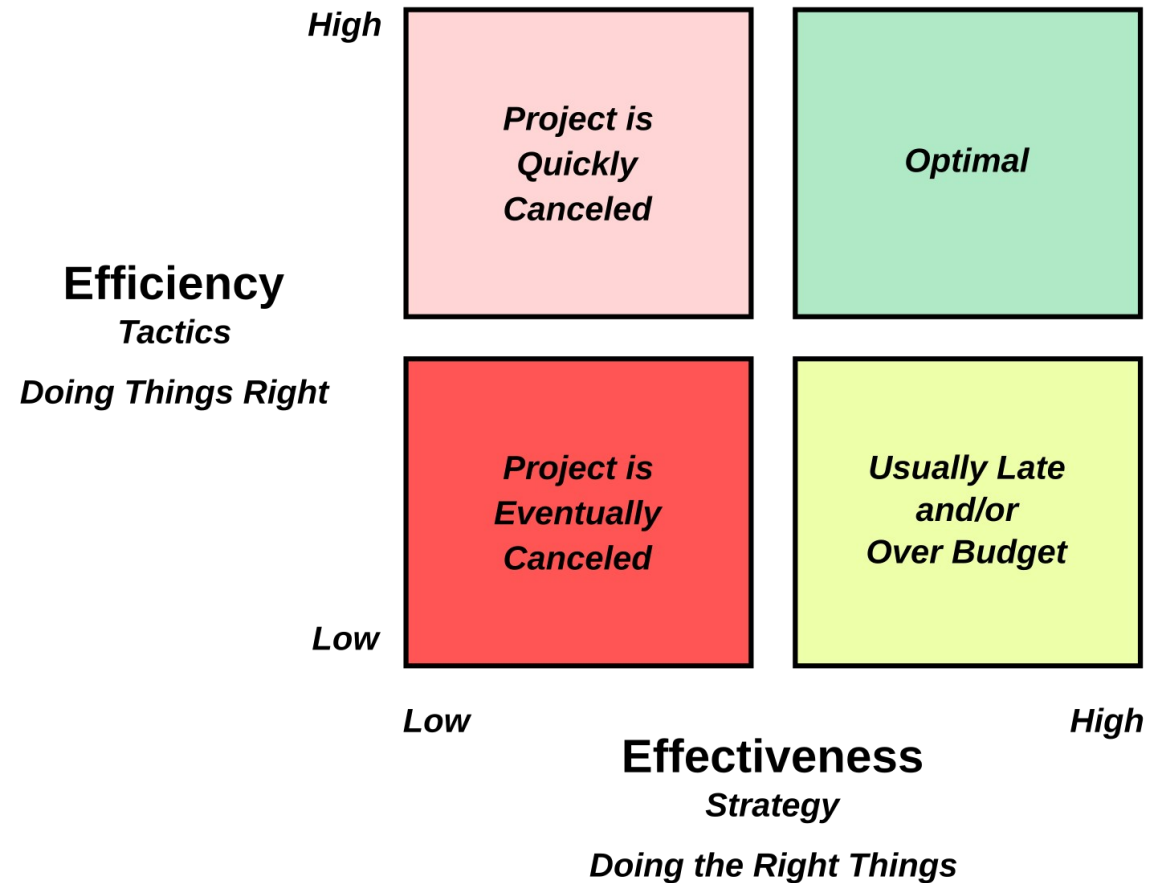 High
Project is
Quickly
Canceled
Optimal
Efficiency
Tactics
Doing Things Right
Project is
Eventually
Canceled
Usually Late
and/or
Over Budget
Low
Low
High
Effectiveness
Strategy
Doing the Right Things